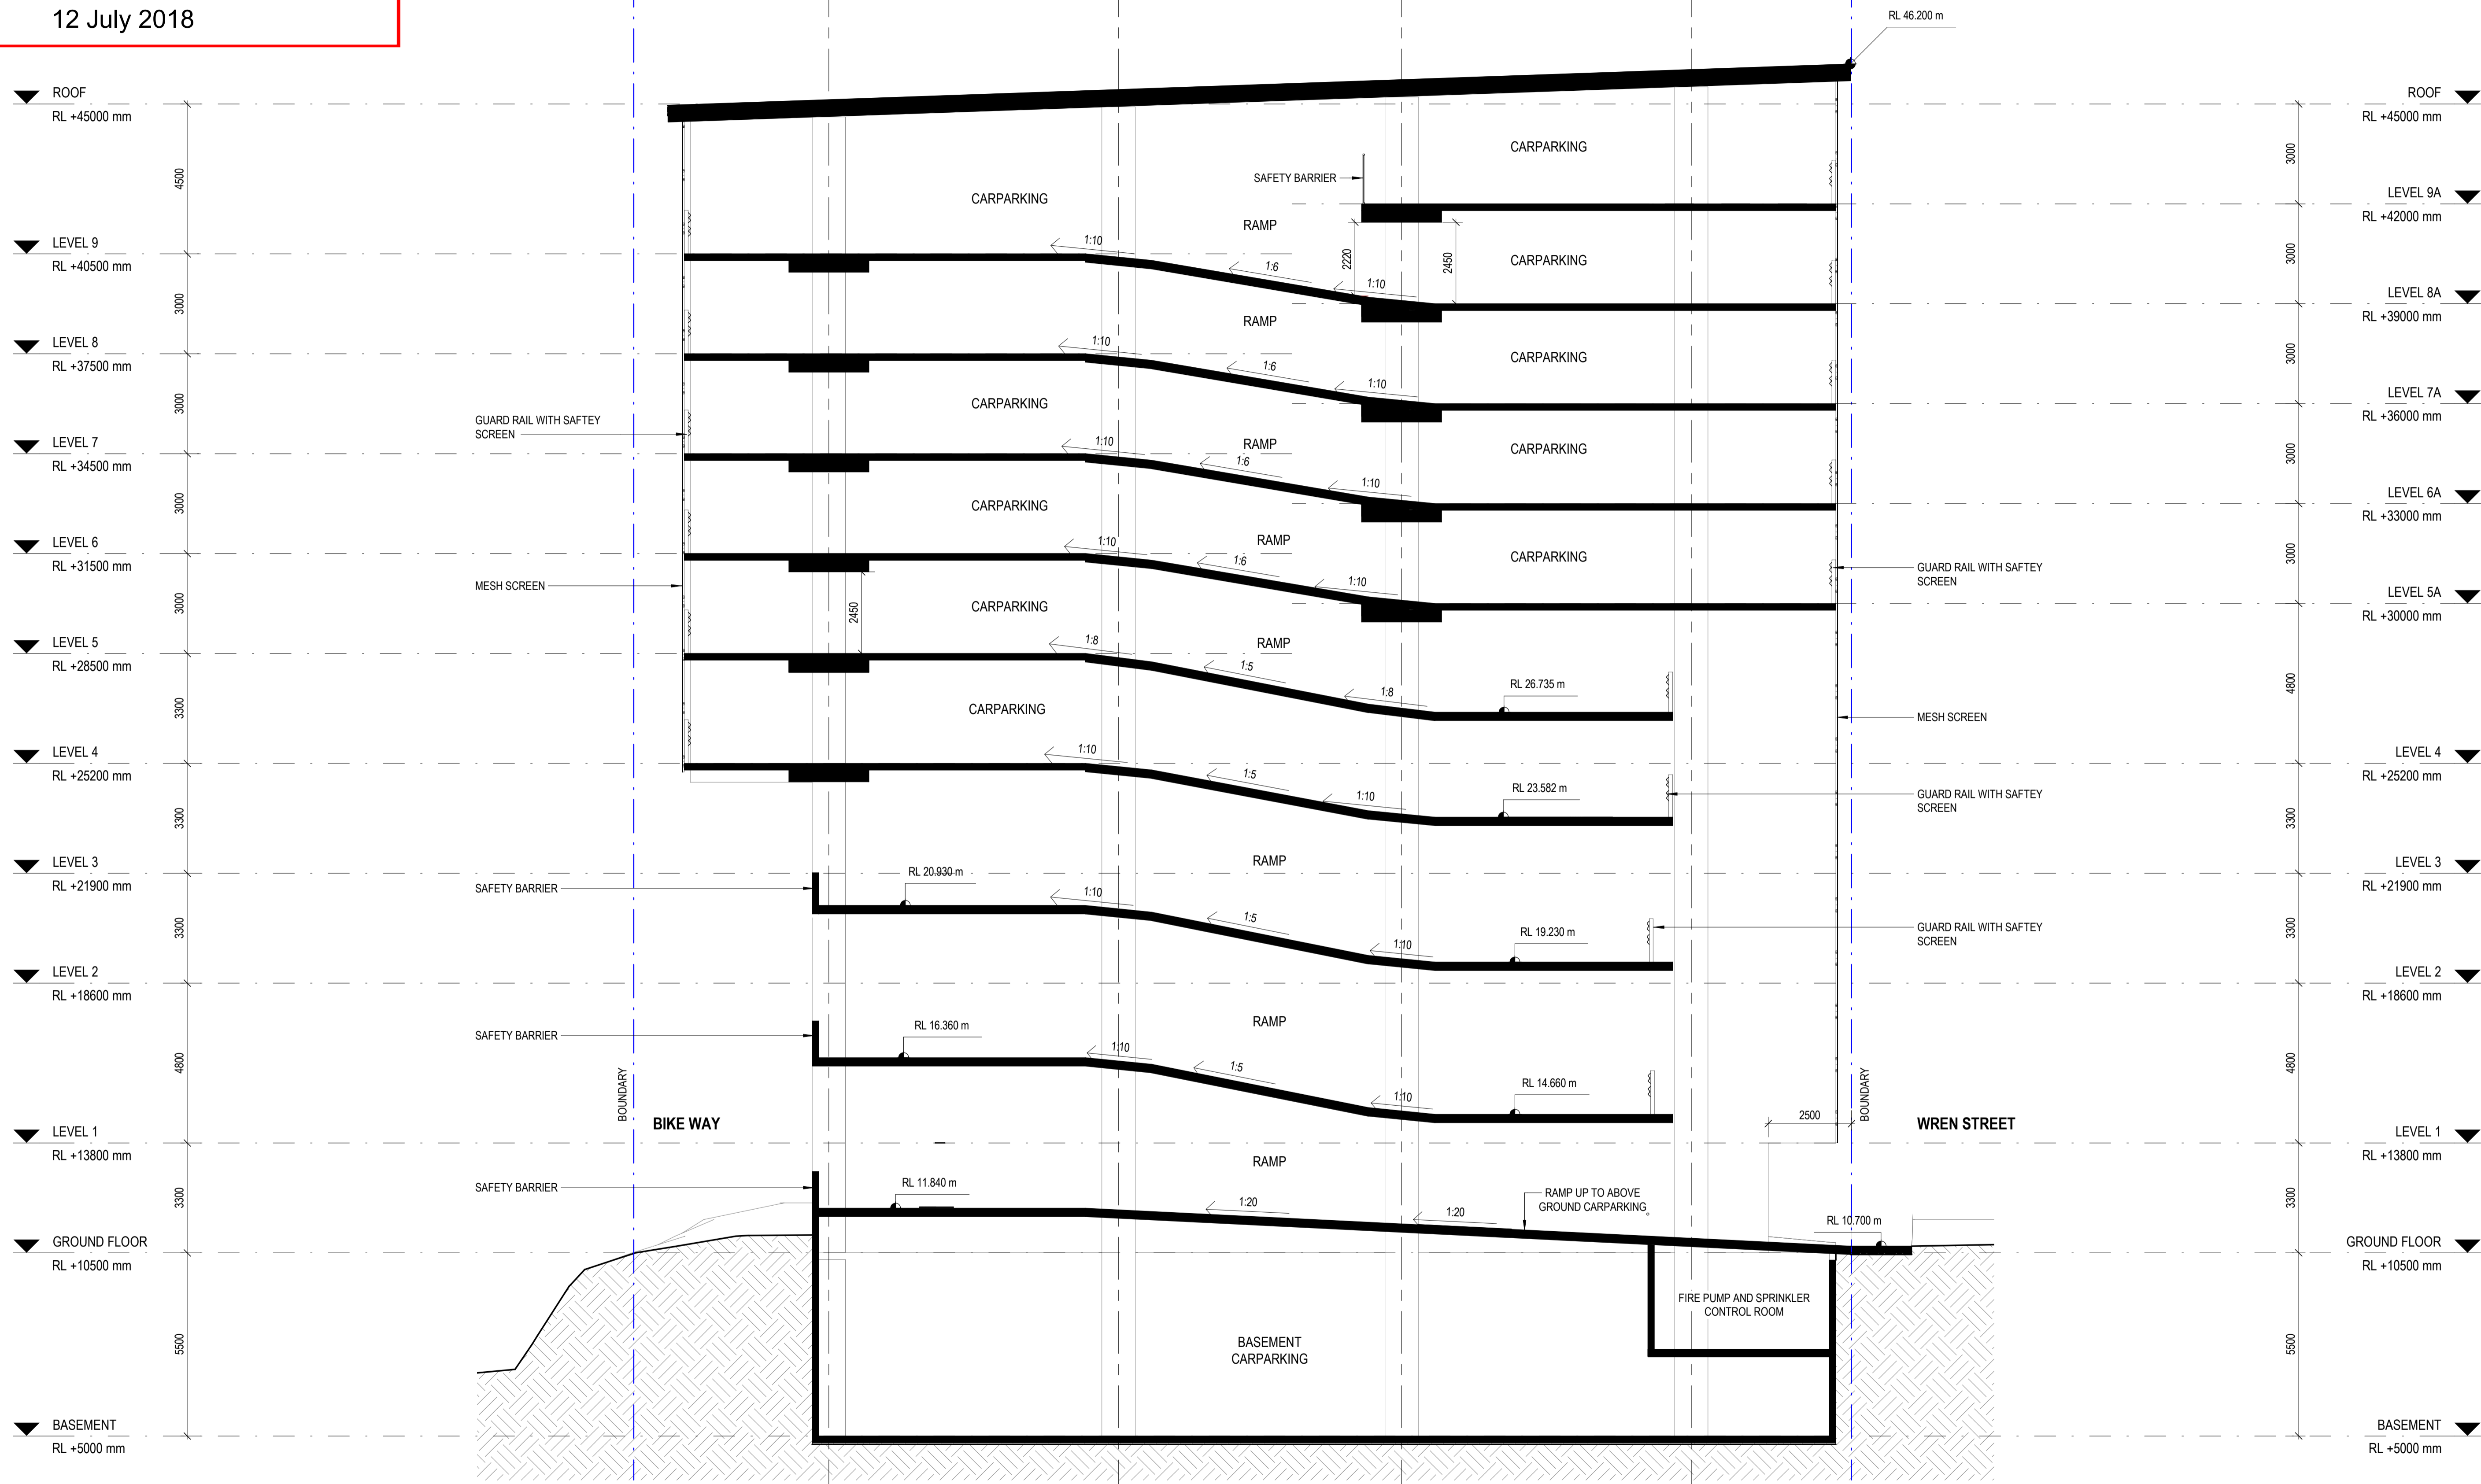 12 July 2018
RL 46.200 m
ROOF
RL +45000 mm
ROOF
RL +45000 mm
4500
3000
CARPARKING
SAFETY BARRIER
CARPARKING
LEVEL 9A
RL +42000 mm
RAMP
LEVEL 9
RL +40500 mm
1:10
1:6
1:10
2220
2450
CARPARKING
3000
3000
LEVEL 8A
RL +39000 mm
RAMP
LEVEL 8
RL +37500 mm
1:10
1:6
1:10
CARPARKING
3000
3000
LEVEL 7A
RL +36000 mm
GUARD RAIL WITH SAFTEY
SCREEN
CARPARKING
LEVEL 7
RL +34500 mm
1:10
RAMP
1:6
1:10
CARPARKING
3000
3000
LEVEL 6A
RL +33000 mm
CARPARKING
RAMP
LEVEL 6
RL +31500 mm
1:10
1:6
1:10
CARPARKING
3000
GUARD RAIL WITH SAFTEY
SCREEN
MESH SCREEN
3000
2450
CARPARKING
LEVEL 5A
RL +30000 mm
LEVEL 5
RL +28500 mm
1:8
RAMP
1:5
1:8
RL 26.735 m
4800
3300
CARPARKING
MESH SCREEN
LEVEL 4
RL +25200 mm
1:10
1:5
1:10
RL 23.582 m
LEVEL 4
RL +25200 mm
GUARD RAIL WITH SAFTEY
SCREEN
3300
3300
RAMP
LEVEL 3
RL +21900 mm
LEVEL 3
RL +21900 mm
SAFETY BARRIER
RL 20.930 m
1:10
1:5
1:10
RL 19.230 m
GUARD RAIL WITH SAFTEY
SCREEN
3300
3300
LEVEL 2
RL +18600 mm
LEVEL 2
RL +18600 mm
RAMP
SAFETY BARRIER
RL 16.360 m
1:10
1:5
1:10
RL 14.660 m
4800
4800
BOUNDARY
BIKE WAY
2500
BOUNDARY
WREN STREET
LEVEL 1
RL +13800 mm
LEVEL 1
RL +13800 mm
RAMP
SAFETY BARRIER
RL 11.840 m
1:20
1:20
RAMP UP TO ABOVE
GROUND CARPARKING
RL 10.700 m
3300
3300
GROUND FLOOR
RL +10500 mm
GROUND FLOOR
RL +10500 mm
FIRE PUMP AND SPRINKLER
CONTROL ROOM
5500
BASEMENT
CARPARKING
5500
BASEMENT
RL +5000 mm
BASEMENT
RL +5000 mm